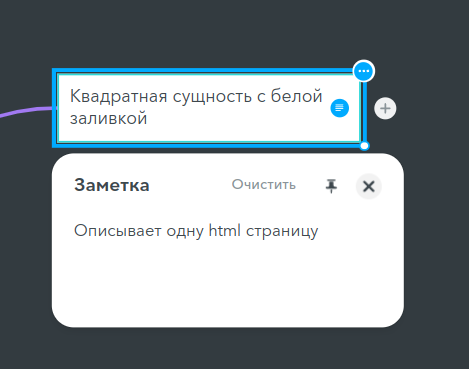 Квадратная сущность с белой
заливкой
Заметка
Очистить
Описывает одну html страницу